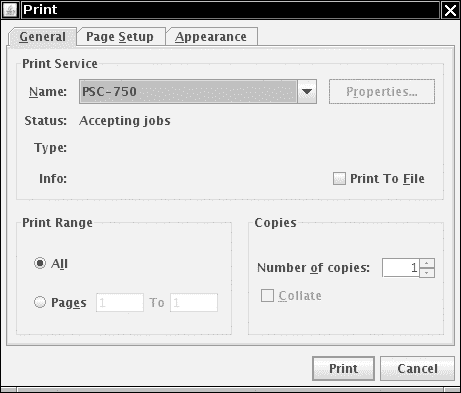 Print
General Page Setup Appearance
Print Service
Name: PSC-750 Properties...
Status: Accepting jobs
Type:
Info: Print To File
Print Range
All
Pages 1 To 1
Copies
Number of copies: 1
Collate
Print Cancel